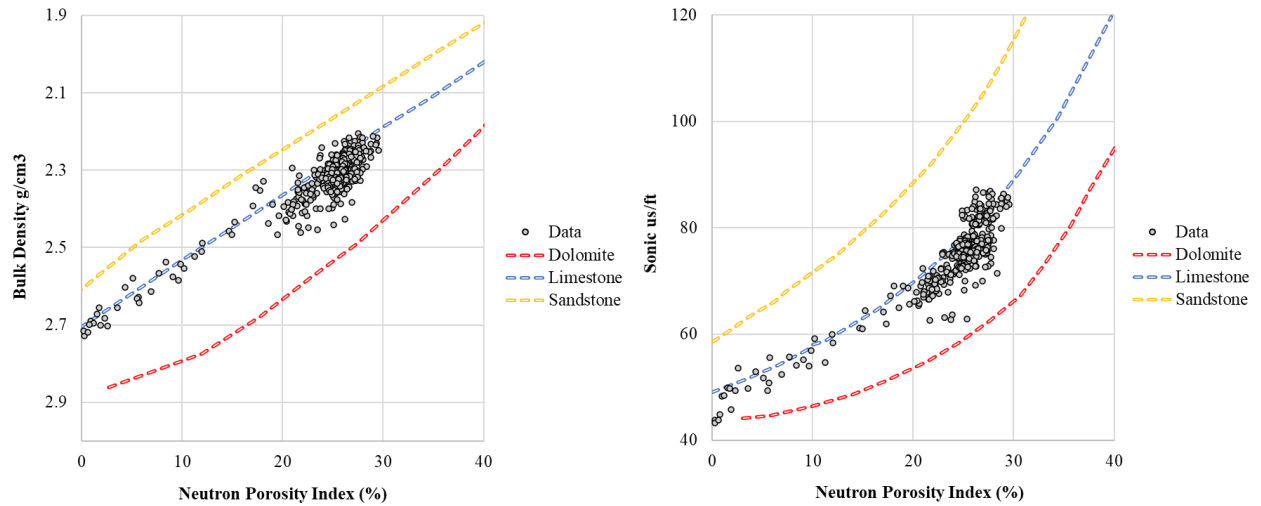 Bulk Density g/cm3
1.9
2.1
2.3
2.5
2.7
2.9
0
10
20
30
40
Neutron Porosity Index (%)
Data
Dolomite
Limestone
Sandstone
Sonic us/ft
120
100
80
60
40
0
10
20
30
40
Neutron Porosity Index (%)
Data
Dolomite
Limestone
Sandstone